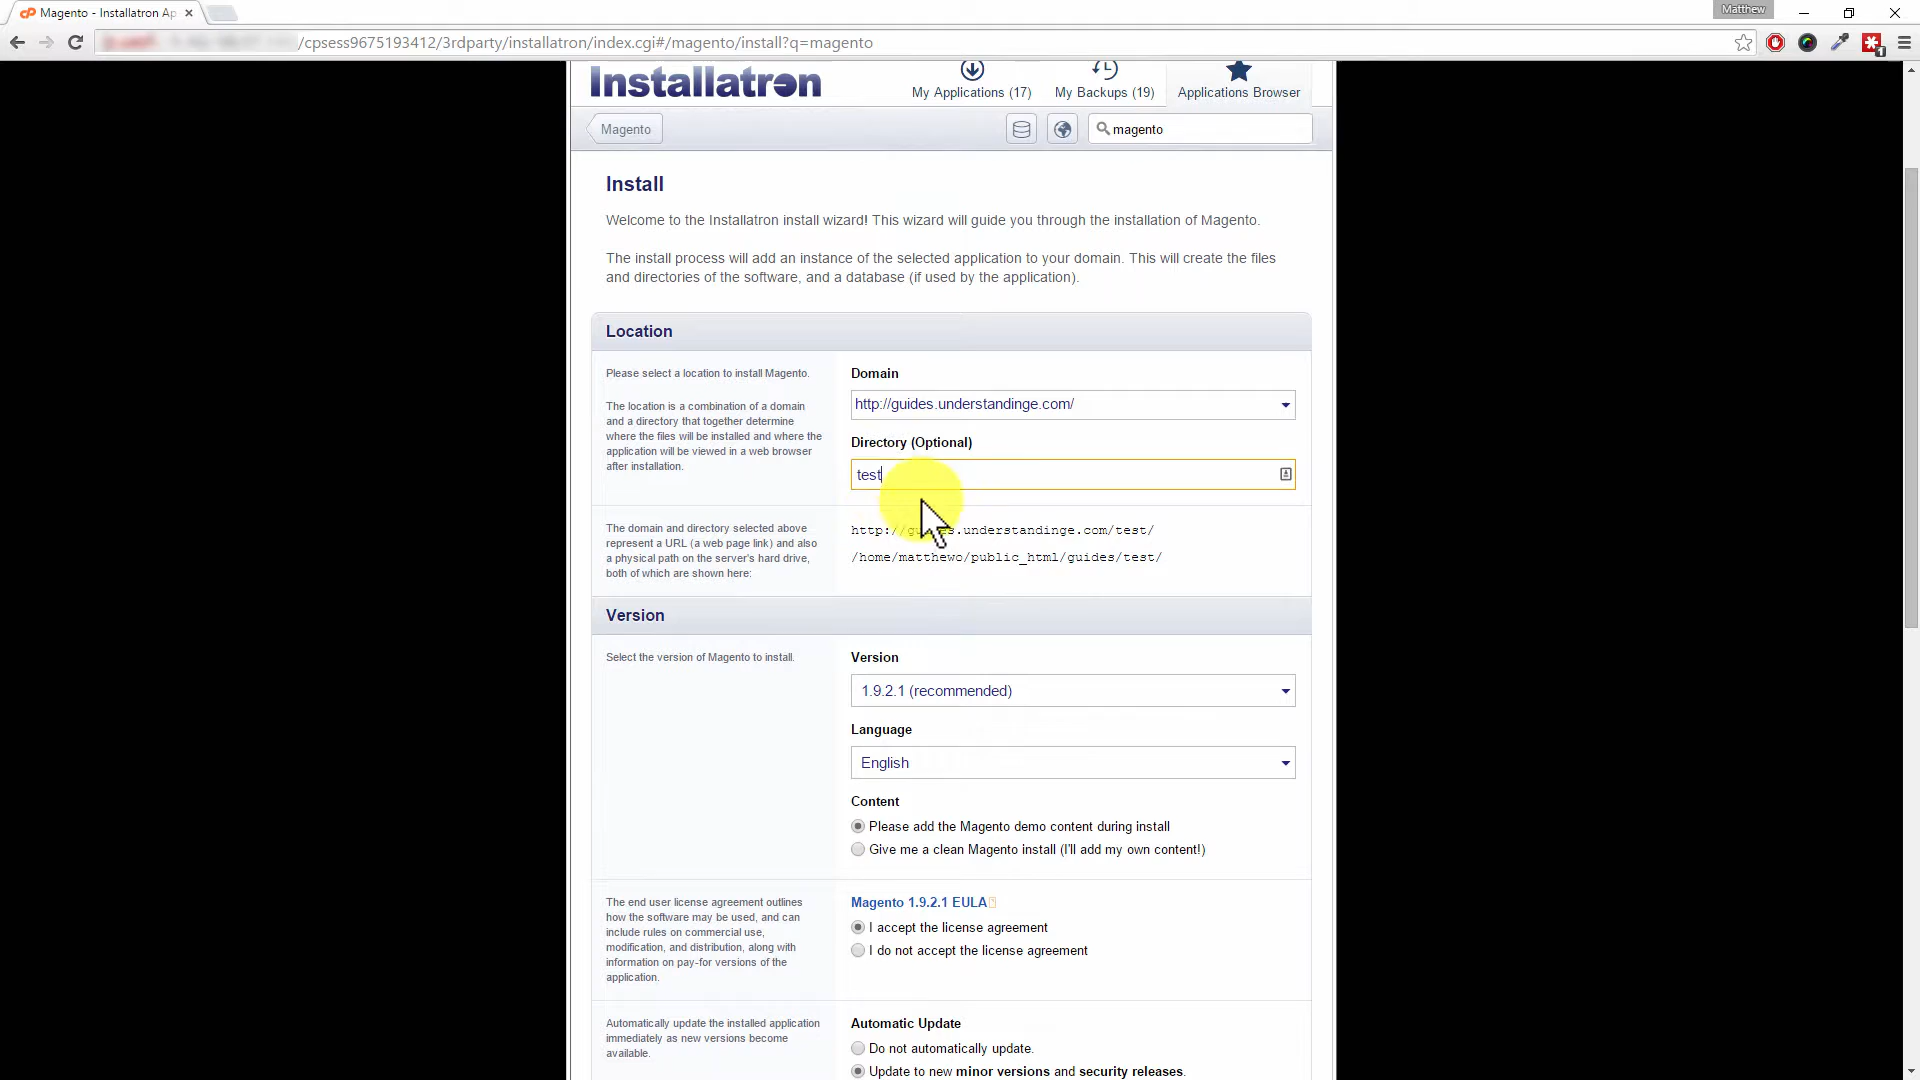 Magento - Installatron Ap
Matthew
/cpsess9675193412/3rdparty/installatron/index.cgi#/magento/install?q=magento
1
Installatron
My Applications (17)
My Backups (19)
Applications Browser
Magento
magento
Install
Welcome to the Installatron install wizard! This wizard will guide you through the installation of Magento.
The install process will add an instance of the selected application to your domain. This will create the files
and directories of the software, and a database (if used by the application).
Location
Please select a location to install Magento.
The location is a combination of a domain
and a directory that together determine
where the files will be installed and where the
application will be viewed in a web browser
after installation.
Domain
http://guides.understandinge.com/
Directory (Optional)
test
The domain and directory selected above
represent a URL (a web page link) and also
a physical path on the server's hard drive,
both of which are shown here:
http://guides.understandinge.com/test/
/home/matthewo/public_html/guides/test/
Version
Select the version of Magento to install.
Version
1.9.2.1 (recommended)
Language
English
Content
Please add the Magento demo content during install
Give me a clean Magento install (I'll add my own content!)
The end user license agreement outlines
how the software may be used, and can
include rules on commercial use,
modification, and distribution, along with
information on pay-for versions of the
application.
Magento 1.9.2.1 EULA
I accept the license agreement
I do not accept the license agreement
Automatically update the installed application
immediately as new versions become
available.
Automatic Update
Do not automatically update.
Update to new minor versions and security releases.